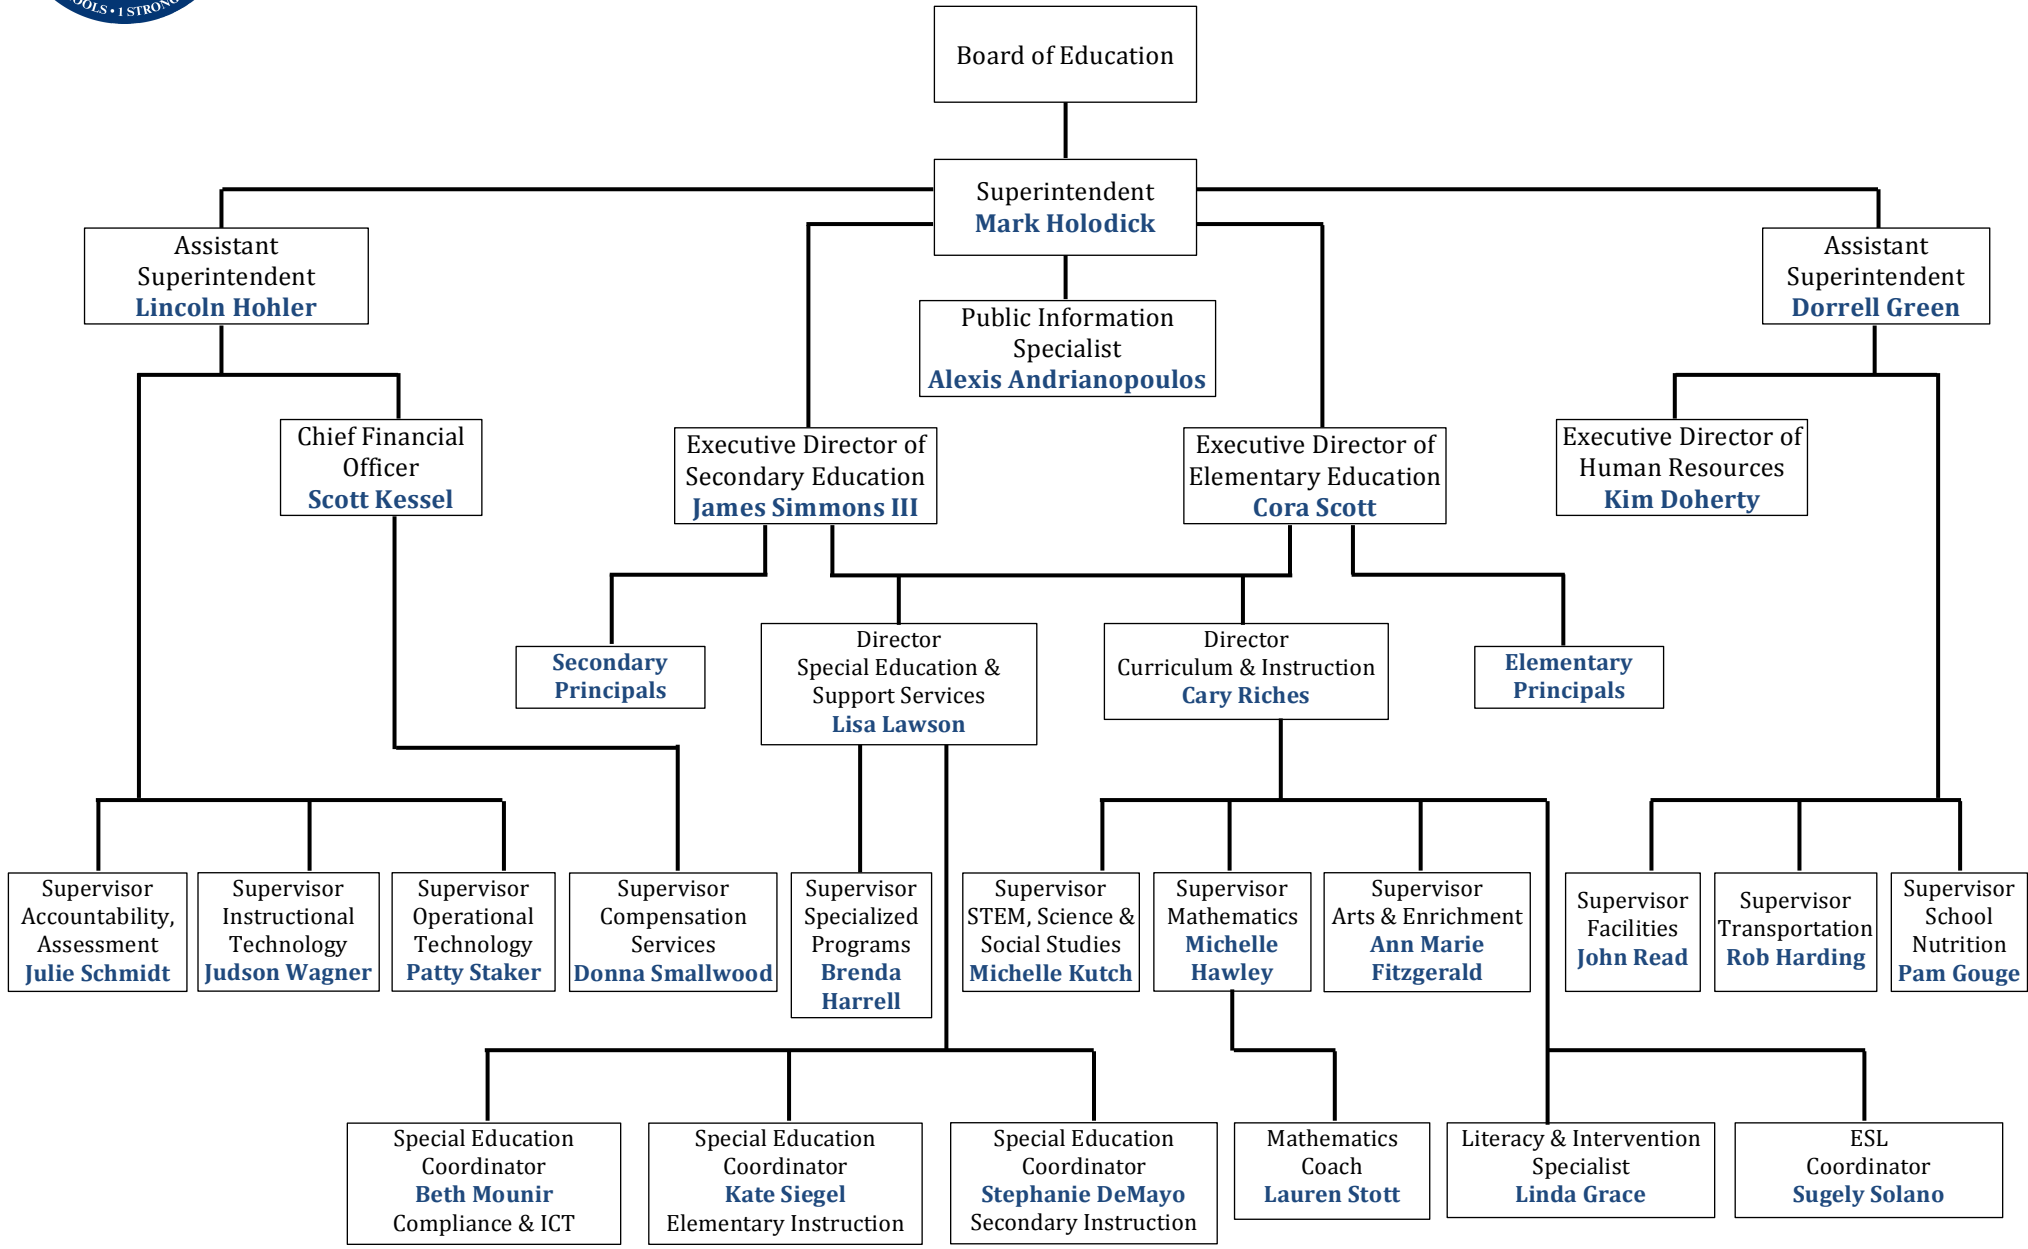 OOLS • 1 STRONG
Board of Education
Superintendent
Mark Holodick
Assistant
Superintendent
Lincoln Hohler
Assistant
Superintendent
Dorrell Green
Public Information
Specialist
Alexis Andrianopoulos
Chief Financial
Officer
Scott Kessel
Executive Director of
Secondary Education
James Simmons III
Executive Director of
Elementary Education
Cora Scott
Executive Director of
Human Resources
Kim Doherty
Secondary
Principals
Director
Special Education &
Support Services
Lisa Lawson
Director
Curriculum & Instruction
Cary Riches
Elementary
Principals
Supervisor
Accountability,
Assessment
Julie Schmidt
Supervisor
Instructional
Technology
Judson Wagner
Supervisor
Operational
Technology
Patty Staker
Supervisor
Compensation
Services
Donna Smallwood
Supervisor
Specialized
Programs
Brenda
Harrell
Supervisor
STEM, Science &
Social Studies
Michelle Kutch
Supervisor
Mathematics
Michelle
Hawley
Supervisor
Arts & Enrichment
Ann Marie
Fitzgerald
Supervisor
Facilities
John Read
Supervisor
Transportation
Rob Harding
Supervisor
School
Nutrition
Pam Gouge
Special Education
Coordinator
Beth Mounir
Compliance & ICT
Special Education
Coordinator
Kate Siegel
Elementary Instruction
Special Education
Coordinator
Stephanie DeMayo
Secondary Instruction
Mathematics
Coach
Lauren Stott
Literacy & Intervention
Specialist
Linda Grace
ESL
Coordinator
Sugely Solano